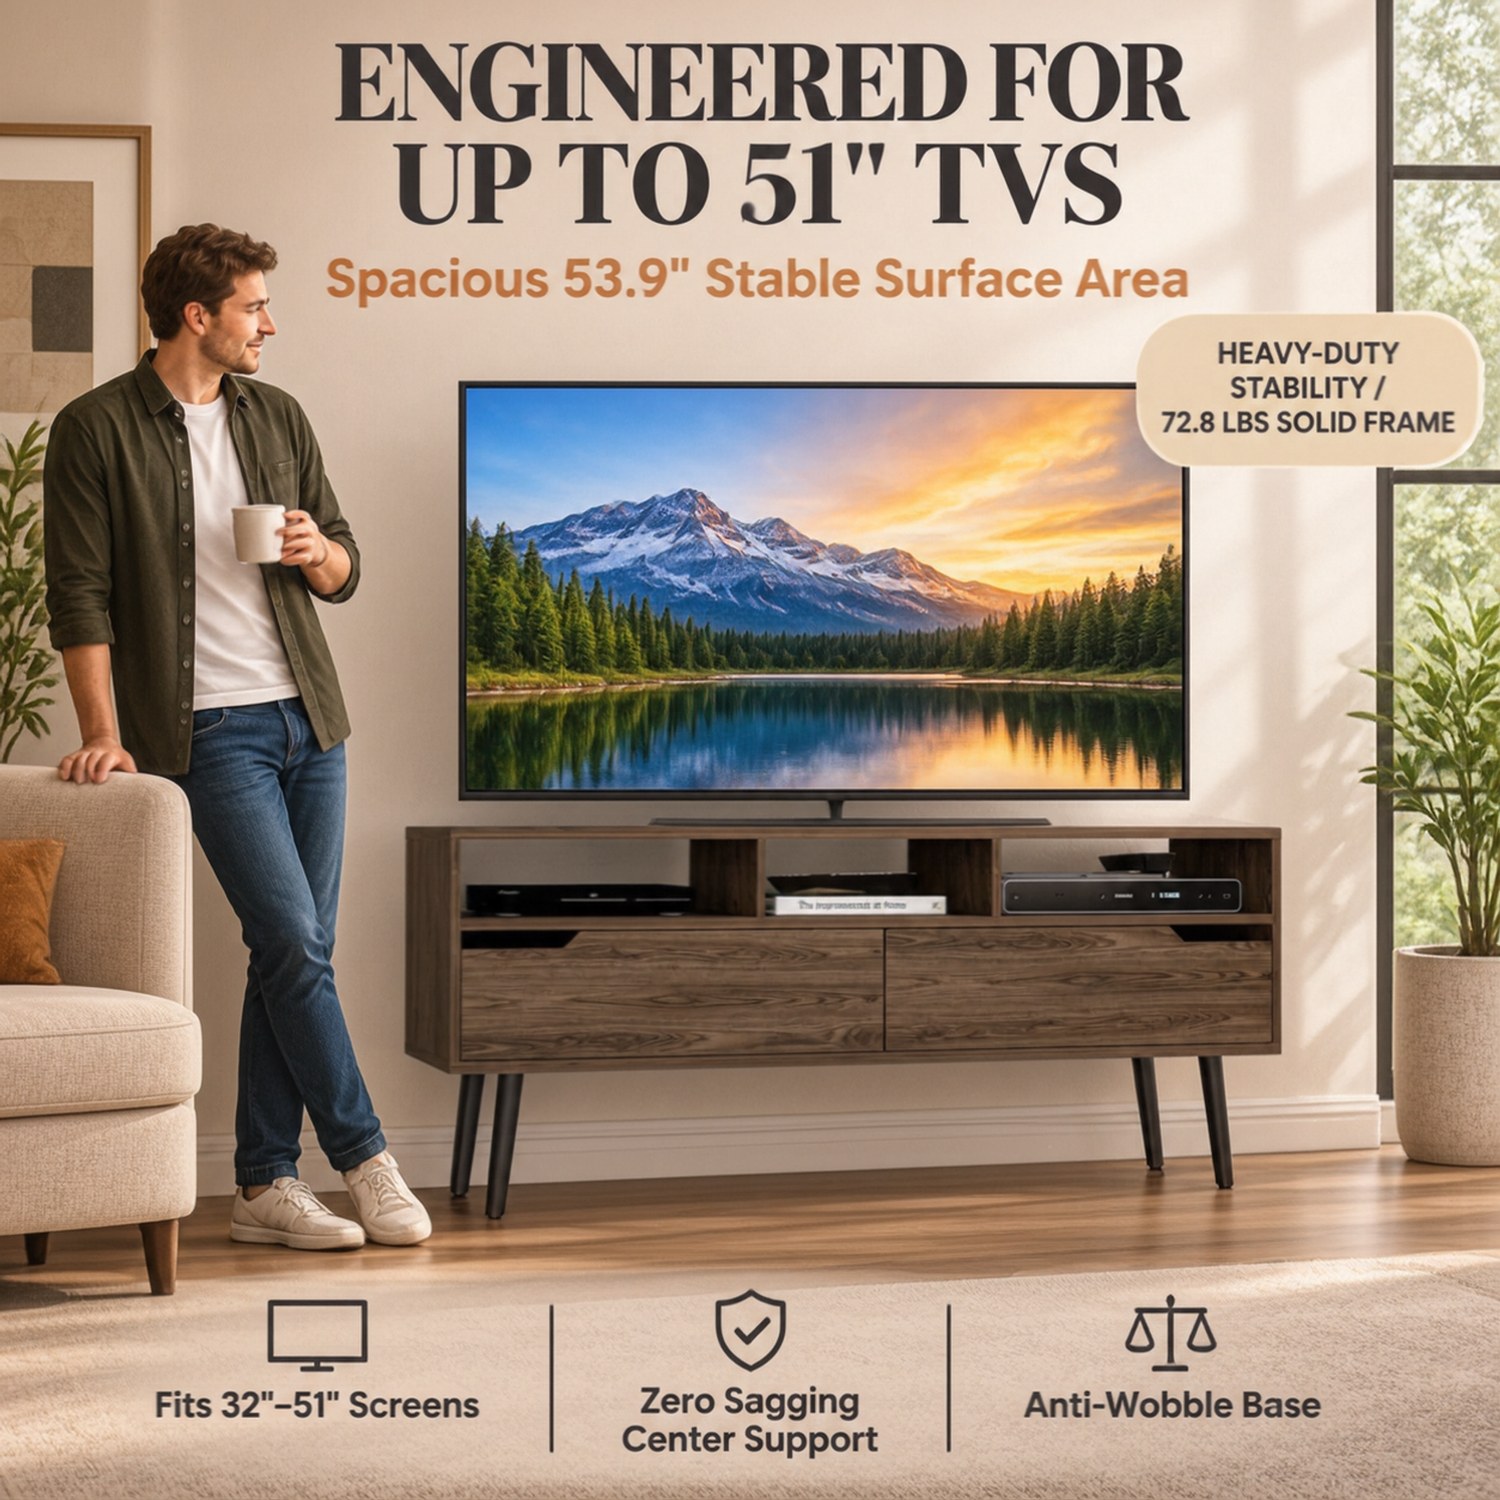 ENGINEERED FOR
UP TO 51" TVS
Spacious 53.9" Stable Surface Area
HEAVY-DUTY
STABILITY /
72.8 LBS SOLID FRAME
Fits 32"–51" Screens
Zero Sagging
Center Support
Anti-Wobble Base